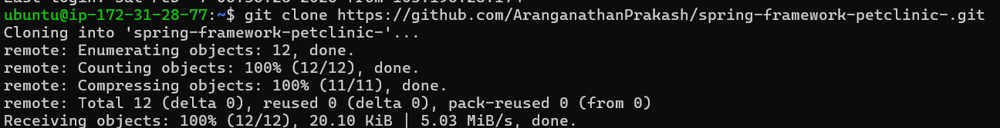 ubuntu@ip-172-31-28-77:~$ git clone https://github.com/AranganathanPrakash/spring-framework-petclinic-.git
Cloning into 'spring-framework-petclinic-'...
remote: Enumerating objects: 12, done.
remote: Counting objects: 100% (12/12), done.
remote: Compressing objects: 100% (11/11), done.
remote: Total 12 (delta 0), reused 0 (delta 0), pack-reused 0 (from 0)
Receiving objects: 100% (12/12), 20.10 KiB | 5.03 MiB/s, done.